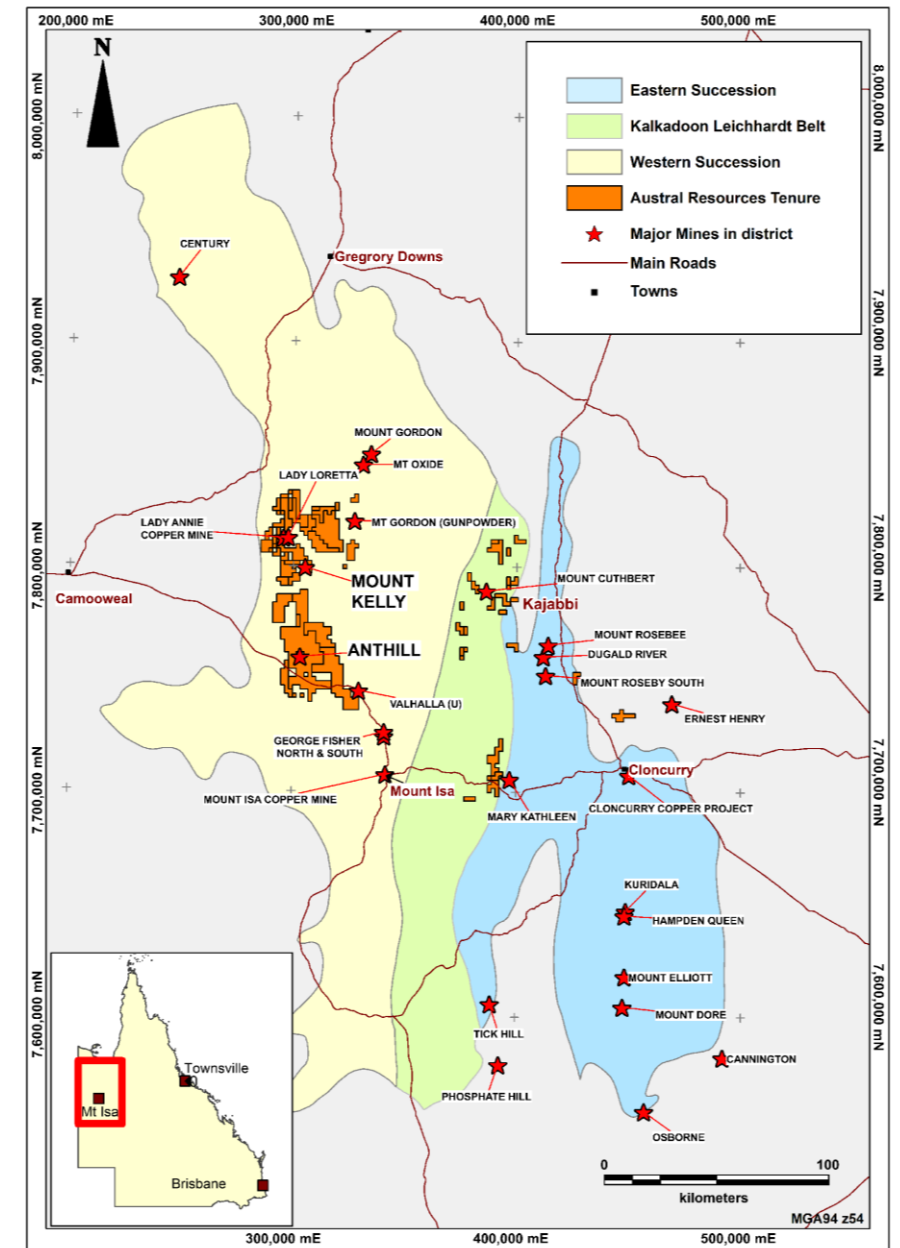 200,000 mE
300,000 mE
400,000 mE
500,000 mE
N
8,000,000 mN
8,000,000 mN
Eastern Succession
Kalkadoon Leichhardt Belt
Western Succession
Austral Resources Tenure
Major Mines in district
Main Roads
Towns
CENTURY
Gregrory Downs
7,900,000 mN
7,900,000 mN
MOUNT GORDON
MT OXIDE
LADY LORETTA
LADY ANNIE
COPPER MINE
MT GORDON (GUNPOWDER)
7,800,000 mN
7,800,000 mN
MOUNT
KELLY
MOUNT CUTHBERT
Camooweal
Kajabbi
MOUNT ROSEBEE
ANTHILL
DUGALD RIVER
MOUNT ROSEBY SOUTH
VALHALLA (U)
ERNEST HENRY
GEORGE FISHER
NORTH & SOUTH
7,700,000 mN
7,700,000 mN
Cloncurry
Mount Isa
MOUNT ISA COPPER MINE
CLONCURRY COPPER PROJECT
MARY KATHLEEN
KURIDALA
HAMPDEN QUEEN
7,600,000 mN
7,600,000 mN
MOUNT ELLIOTT
MOUNT DORE
TICK HILL
CANNINGTON
PHOSPHATE HILL
OSBORNE
Townsville
Mt Isa
Brisbane
0
100
kilometers
MGA94 z54
300,000 mE
400,000 mE
500,000 mE